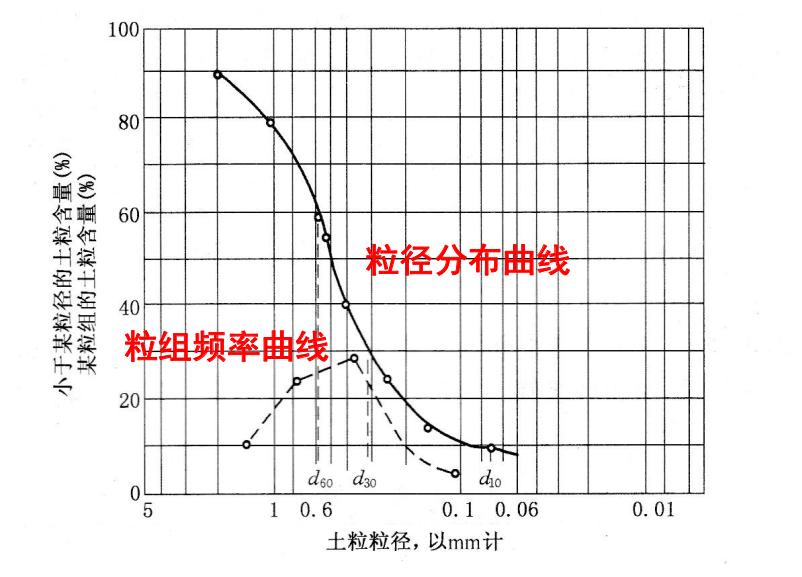 小于某粒径的土粒含量(%)
某粒组的土粒含量(%)
100
80
60
40
20
0
粒径分布曲线
粒组频率曲线
d60 d30 d10
5 1 0.6 0.1 0.06 0.01
土粒粒径,以mm计